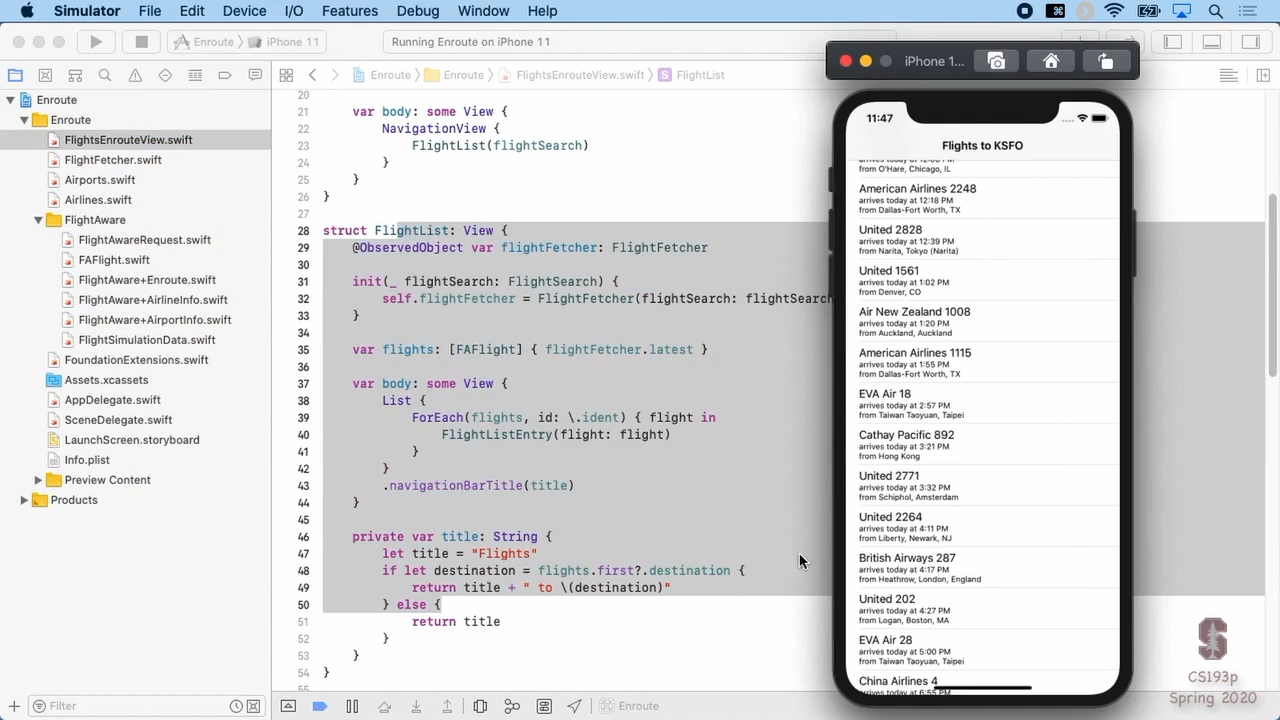 Simulator File Edit Device I/O Features Debug Window Help
Enroute iPhone 11
Running Enroute on iPhone 11
Enroute Enroute FlightsEnrouteView.swift S FlightList
Enroute
Enroute
FlightsEnrouteView.swift
FlightFetcher.swift
Airports.swift
Airlines.swift
FlightAware
FlightAwareRequest.swift
FAFlight.swift
FlightAware+Enroute.swift
FlightAware+AirlineInfo.swift
FlightAware+AirportInfo.swift
FlightSimulationData.swift
FoundationExtensions.swift
Assets.xcassets
AppDelegate.swift
SceneDelegate.swift
LaunchScreen.storyboard
Info.plist
Preview Content
Products
Filter
20
21 var body: some View {
22 NavigationView {
23 FlightList(flightSearch)
24 }
25 }
26 }
27
28 struct FlightList: View {
29 @ObservedObject var flightFetcher: FlightFetcher
30
31 init(_ flightSearch: FlightSearch) {
32 self.flightFetcher = FlightFetcher(flightSearch: flightSearch
33 }
34
35 var flights: [FAFlight] { flightFetcher.latest }
36
37 var body: some View {
38 List {
39 ForEach(flights, id: \.ident) { flight in
40 FlightListEntry(flight: flight)
41 }
42 }
43 .navigationBarTitle(title)
44 }
45
46 private var title: String {
47 let title = "Flights"
48 if let destination = flights.first?.destination {
49 return title + " to \(destination)"
50 } else {
51 return title
52 }
53 }
54 }
55
Enroute
iPhone 1...
11:47
Flights to KSFO
arrives today at 12:08 PM
from O'Hare, Chicago, IL
American Airlines 2248
arrives today at 12:18 PM
from Dallas-Fort Worth, TX
United 2828
arrives today at 12:39 PM
from Narita, Tokyo (Narita)
United 1561
arrives today at 1:02 PM
from Denver, CO
Air New Zealand 1008
arrives today at 1:20 PM
from Auckland, Auckland
American Airlines 1115
arrives today at 1:55 PM
from Dallas-Fort Worth, TX
EVA Air 18
arrives today at 2:57 PM
from Taiwan Taoyuan, Taipei
Cathay Pacific 892
arrives today at 3:21 PM
from Hong Kong
United 2771
arrives today at 3:32 PM
from Schiphol, Amsterdam
United 2264
arrives today at 4:11 PM
from Liberty, Newark, NJ
British Airways 287
arrives today at 4:17 PM
from Heathrow, London, England
United 202
arrives today at 4:27 PM
from Logan, Boston, MA
EVA Air 28
arrives today at 5:00 PM
from Taiwan Taoyuan, Taipei
China Airlines 4
arrives today at 6:55 PM
CS193p
Spring 2020